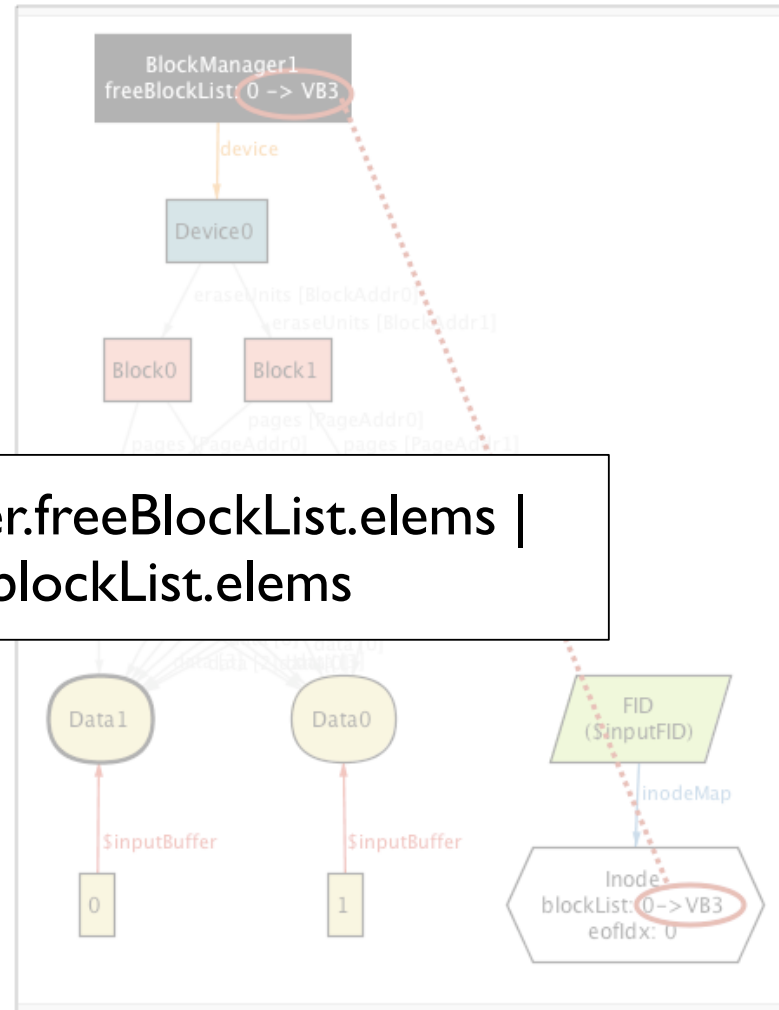 BlockManager1
freeBlockList: 0 -> VB3
device
Device0
eraseUnits [BlockAddr0]
eraseUnits [BlockAddr1]
Block0
Block1
pages [PageAddr0]
pages [PageAddr0]
pages [PageAddr1]
er.freeBlockList.elems |
blockList.elems
Data1
Data0
FID
($inputFID)
inodeMap
$inputBuffer
$inputBuffer
0
1
Inode
blockList: 0->VB3
eofIdx: 0